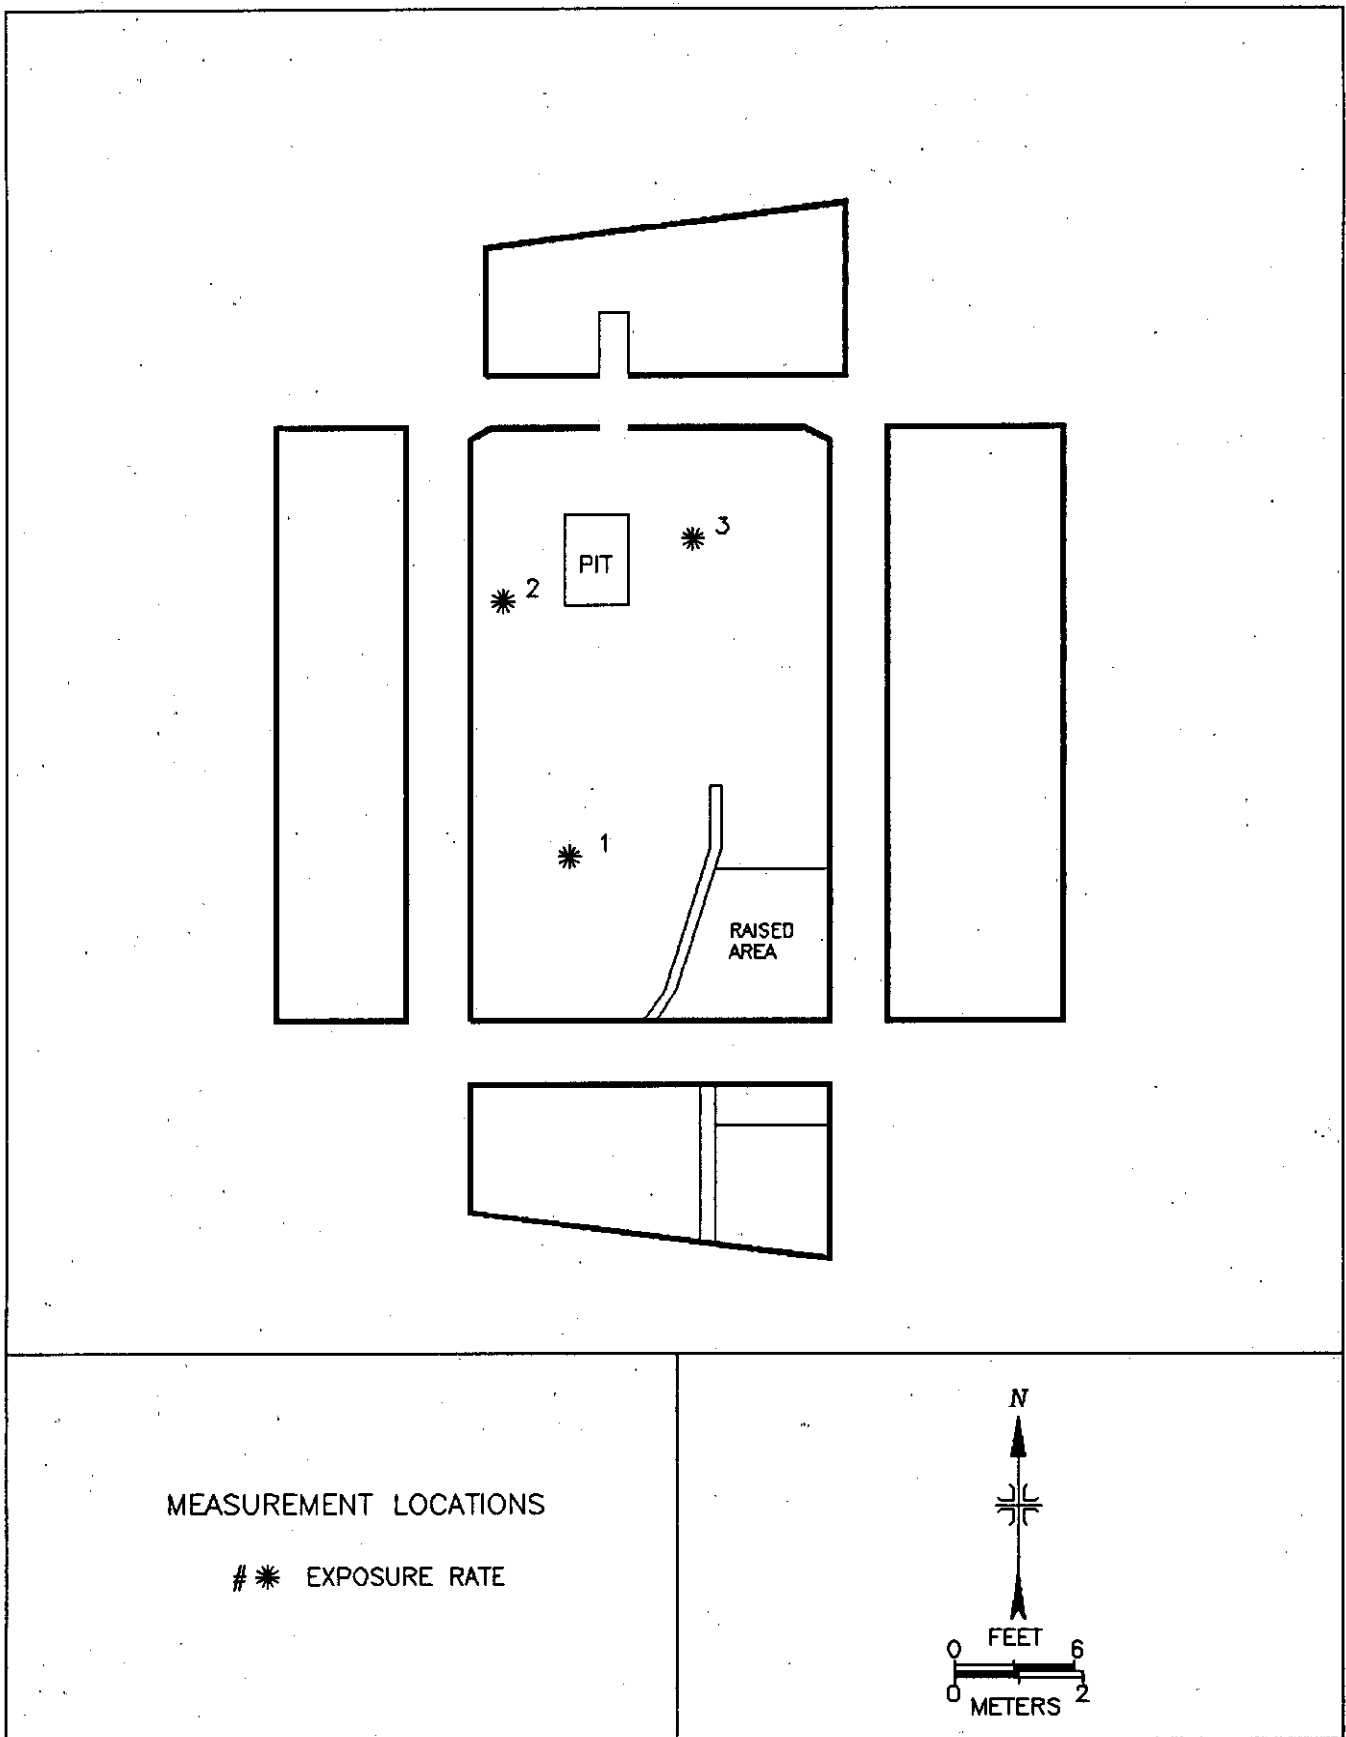 3
PIT
2
1
RAISED
AREA
MEASUREMENT LOCATIONS
# EXPOSURE RATE
N
FEET
0 6
0 2
METERS